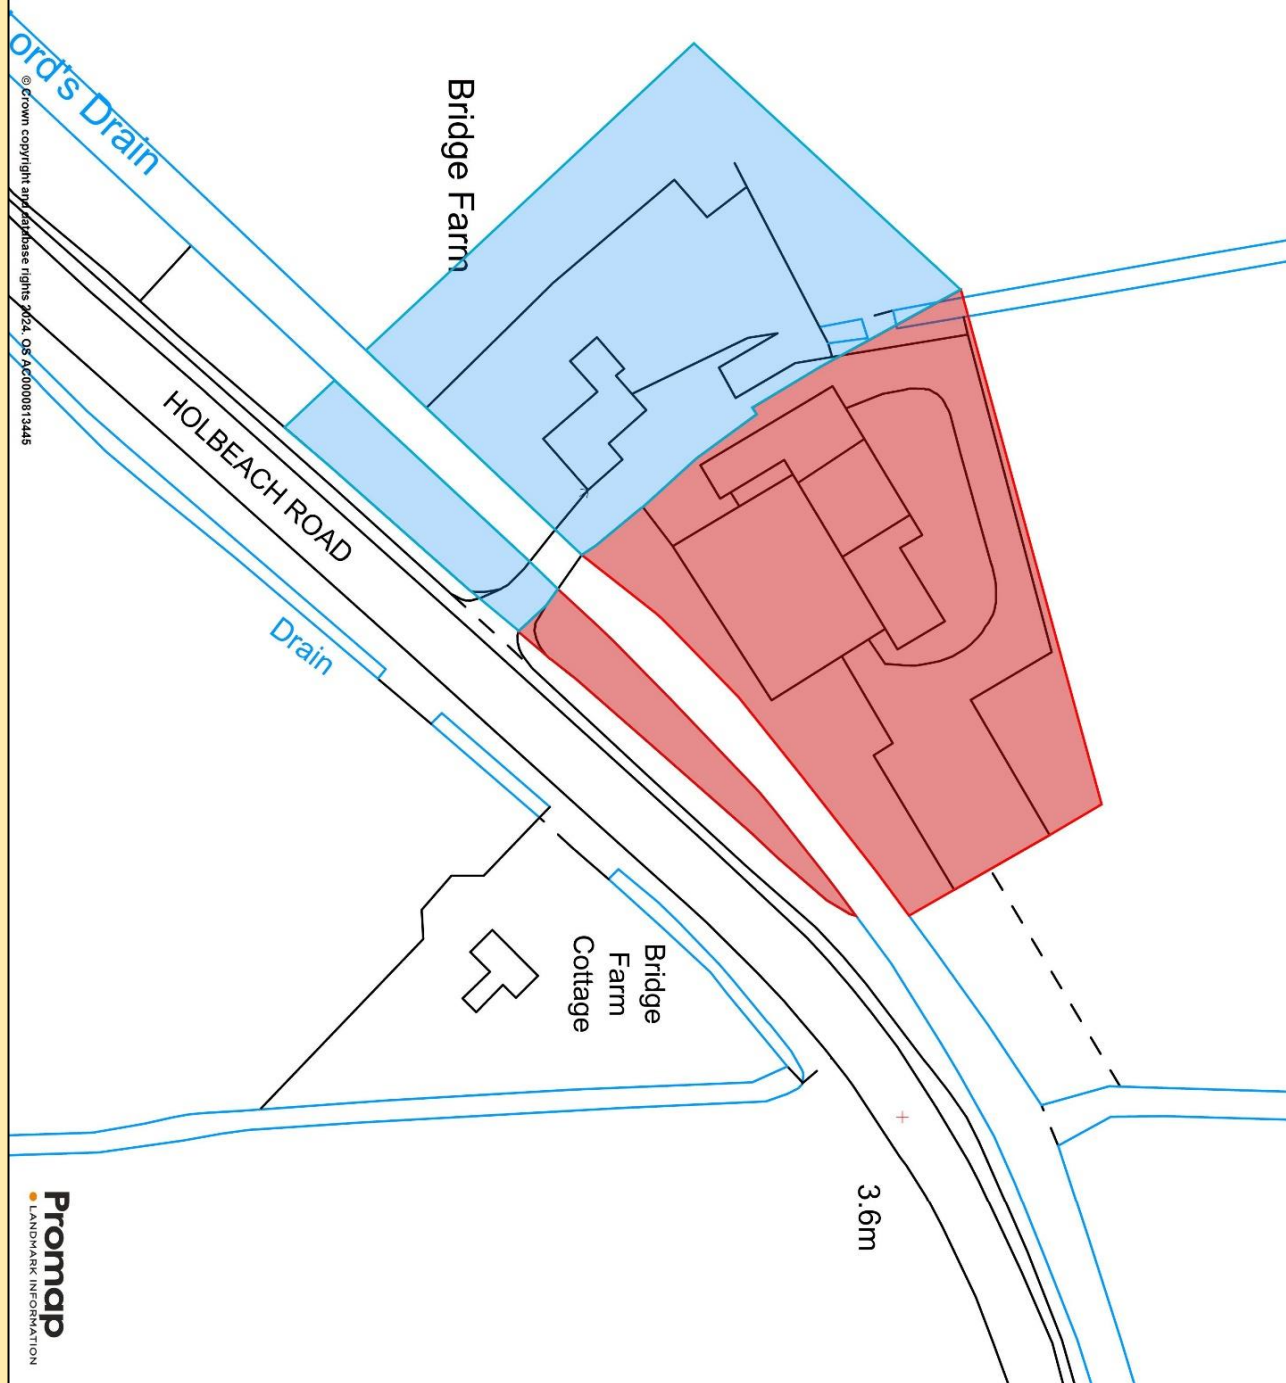 ord's Drain
© Crown copyright and database rights 2024. OS AC0000813445
Bridge Farm
HOLBEACH ROAD
Drain
Bridge
Farm
Cottage
3.6m
Promap
LANDMARK INFORMATION